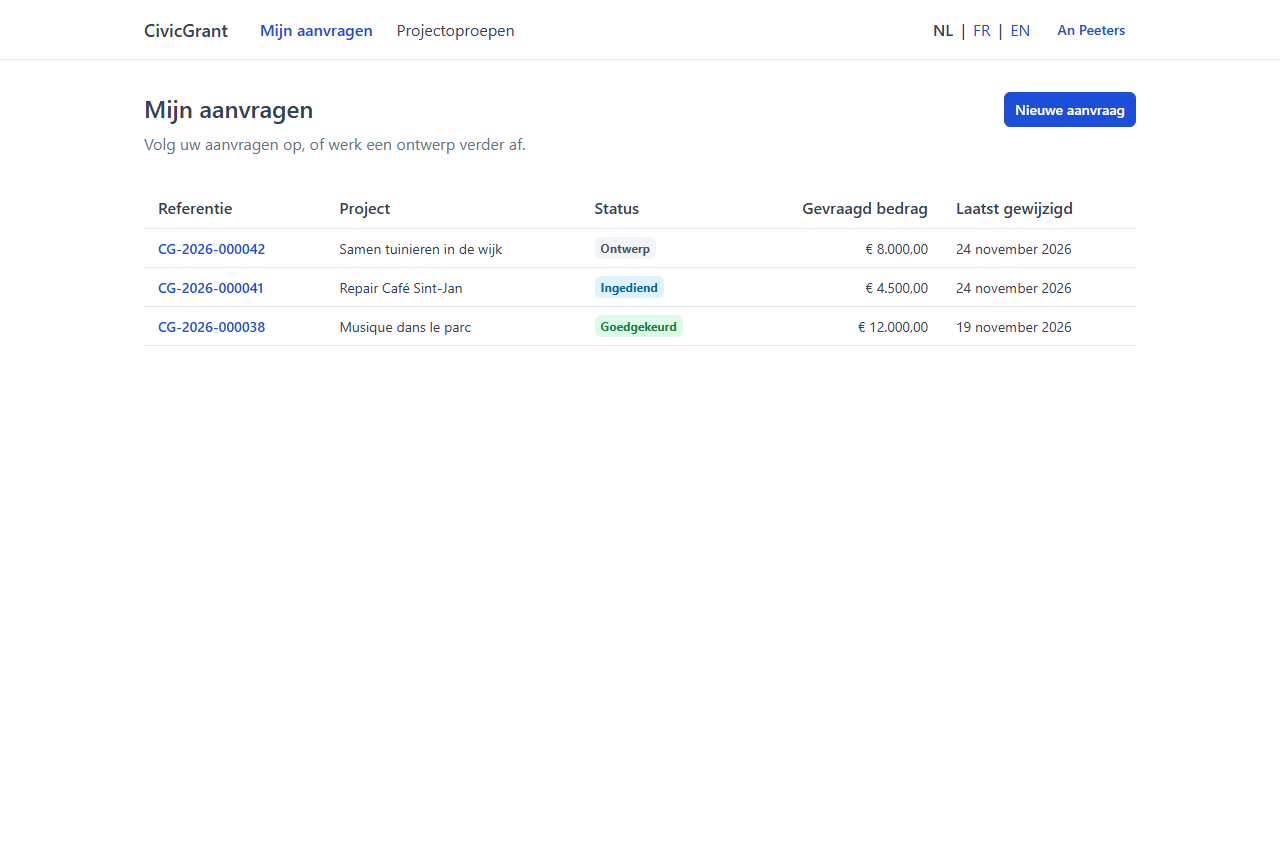 CivicGrant Mijn aanvragen Projectoproepen NL | FR | EN An Peeters
Mijn aanvragen Nieuwe aanvraag
Volg uw aanvragen op, of werk een ontwerp verder af.
Referentie Project Status Gevraagd bedrag Laatst gewijzigd
CG-2026-000042 Samen tuinieren in de wijk Ontwerp € 8.000,00 24 november 2026
CG-2026-000041 Repair Café Sint-Jan Ingediend € 4.500,00 24 november 2026
CG-2026-000038 Musique dans le parc Goedgekeurd € 12.000,00 19 november 2026